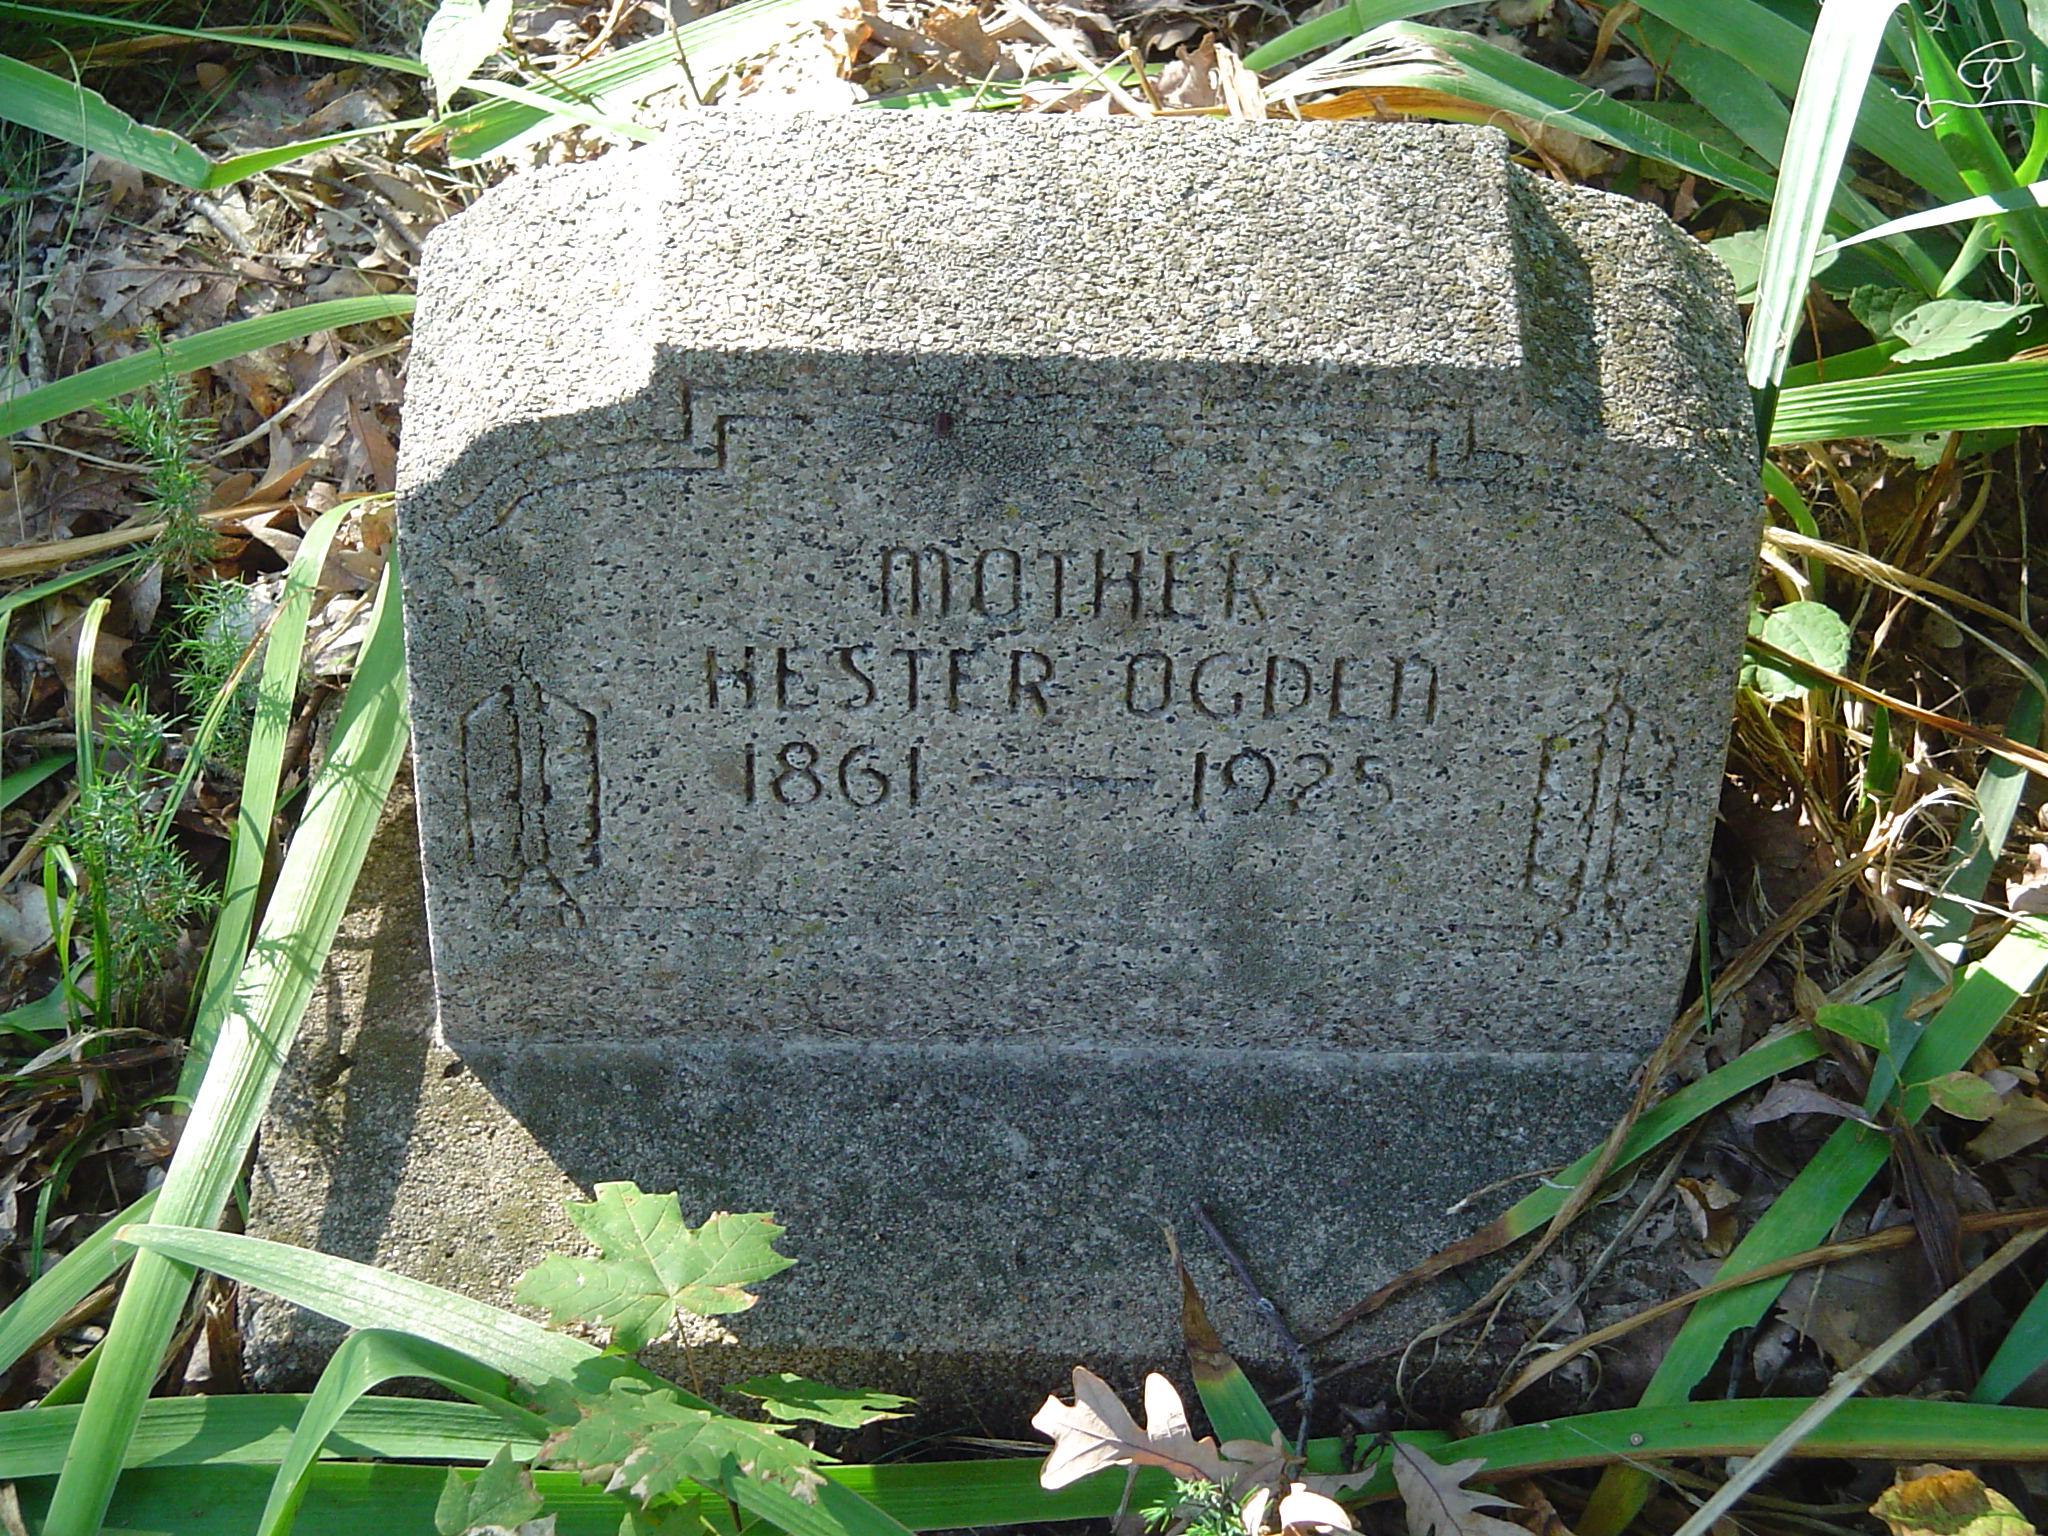 MOTHER
HESTER OGDEN
1861 — 1925